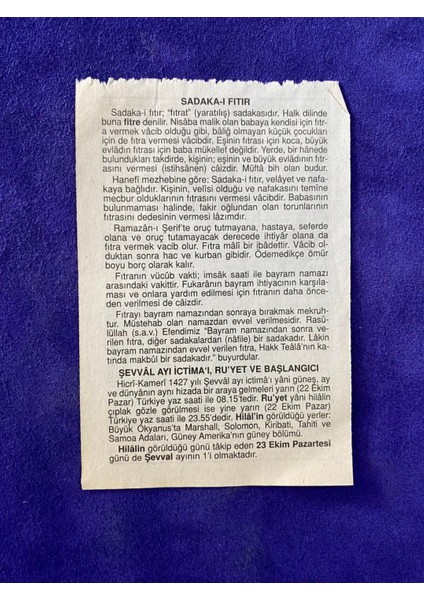 SADAKA-I FITIR
Sadaka-i fıtır; "fıtrat" (yaratılış) sadakasıdır. Halk dilinde
buna fitre denilir. Nisâba malik olan babaya kendisi için fıt-
ra vermek vâcib olduğu gibi, bâliğ olmayan küçük çocukları
için de fıtra vermesi vâcibdir. Eşinin fıtrası için koca, büyük
evlâdın fıtrası için baba mükellef değildir. Yerde, bir hânede
bulundukları takdirde, kişinin; eşinin ve büyük evlâdının fıt-
rasını vermesi (istihsânen) câizdir. Müftâ bih olan budur.
Hanefî mezhebine göre: Sadaka-i fıtır, velâyet ve nafa-
kaya bağlıdır. Kişinin, velîsi olduğu ve nafakasını temîne
mecbur olduklarının fıtrasını vermesi vâcibdir. Babasının
bulunmaması halinde, fakir oğlundan olan torunlarının
fıtrasını dedesinin vermesi lâzımdır.
Ramazân-ı Şerîf'te oruç tutmayana, hastaya, seferde
olana ve oruç tutamayacak derecede ihtiyâr olana da
fıtra vermek vacib olur. Fıtra mâlî bir ibâdettir. Vâcib ol-
duktan sonra hac ve kurban gibidir. Ödemedikçe ömür
boyu borç olarak kalır.
Fıtranın vücûb vakti; imsâk saati ile bayram namazı
arasındaki vakittir. Fukarânın bayram ihtiyacının karşıla-
ması ve onlara yardım edilmesi için fıtranın daha önce-
den verilmesi de câizdir.
Fıtrayı bayram namazından sonraya bırakmak mekruh-
tur. Müstehab olan namazdan evvel verilmesidir. Rasû-
lüllah (s.a.v.) Efendimiz "Bayram namazından sonra ve-
rilen fıtra, diğer sadakalardan (nâfile) bir sadakadır. Lâkin
bayram namazından evvel verilen fıtra, Hakk Teâlâ'nın ka-
tında makbûl bir sadakadır." buyurdular.
ŞEVVÂL AYI İCTİMA'I, RU'YET VE BAŞLANGICI
Hicrî-Kamerî 1427 yılı Şevvâl ayı ictimâ'ı yâni güneş, ay
ve dünyânın aynı hizada bir araya gelmeleri yarın (22 Ekim
Pazar) Türkiye yaz saati ile 08.15'tedir. Ru'yet yâni hilâlin
çıplak gözle görülmesi ise yine yarın (22 Ekim Pazar)
Türkiye yaz saati ile 23.55'dedir. Hilâl'in görüldüğü yerler:
Büyük Okyanus'ta Marshall, Solomon, Kiribati, Tahiti ve
Samoa Adaları, Güney Amerika'nın güney bölümü.
Hilâlin görüldüğü günü tâkip eden 23 Ekim Pazartesi
günü de Şevval ayının 1'i olmaktadır.